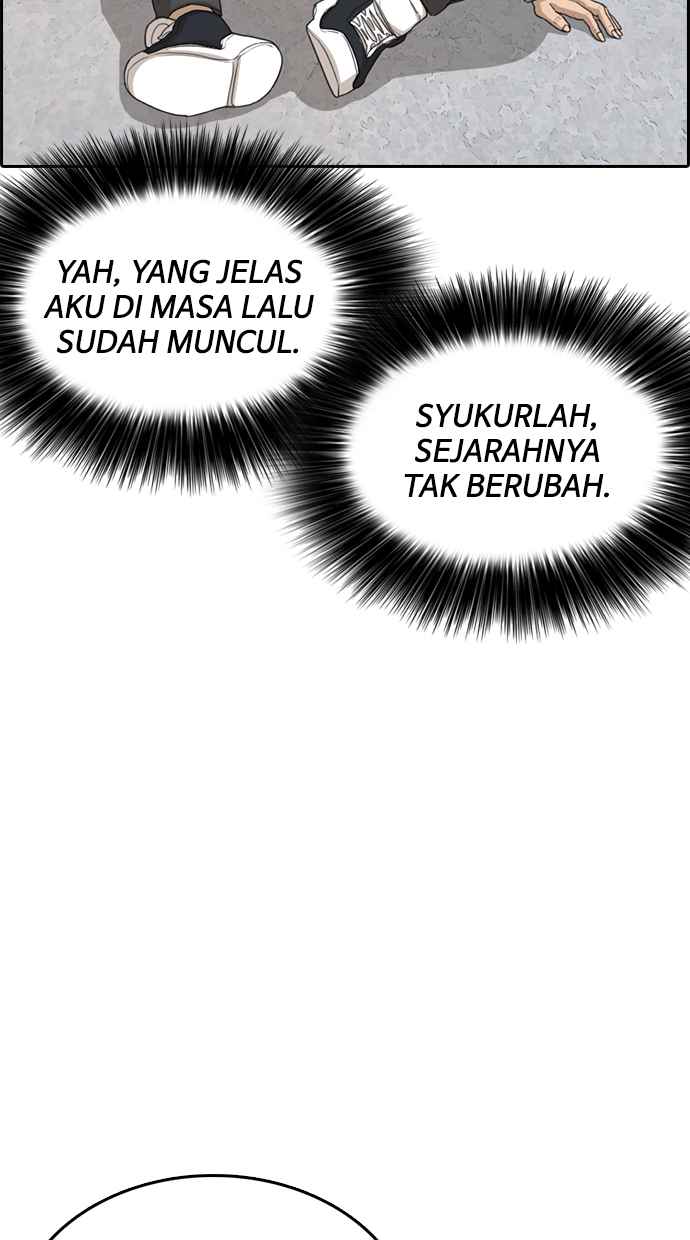 YAH, YANG JELAS
AKU DI MASA LALU
SUDAH MUNCUL.
SYUKURLAH,
SEJARAHNYA
TAK BERUBAH.